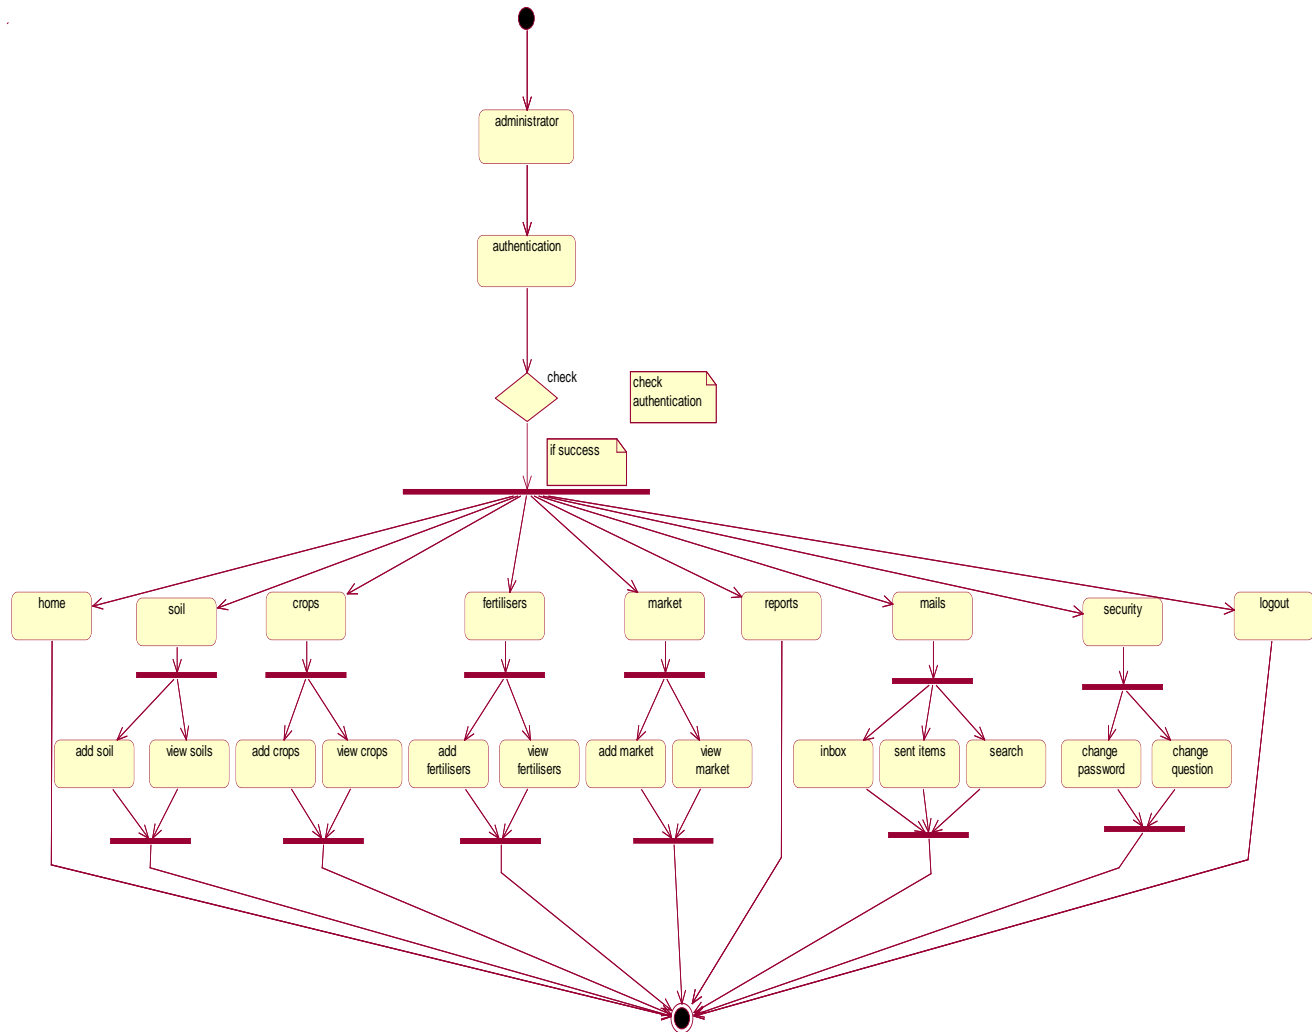 administrator
authentication
check
check
authentication
if success
home
soil
crops
fertilisers
market
reports
mails
security
logout
add soil
view soils
add crops
view crops
add
fertilisers
view
fertilisers
add market
view
market
inbox
sent items
search
change
password
change
question